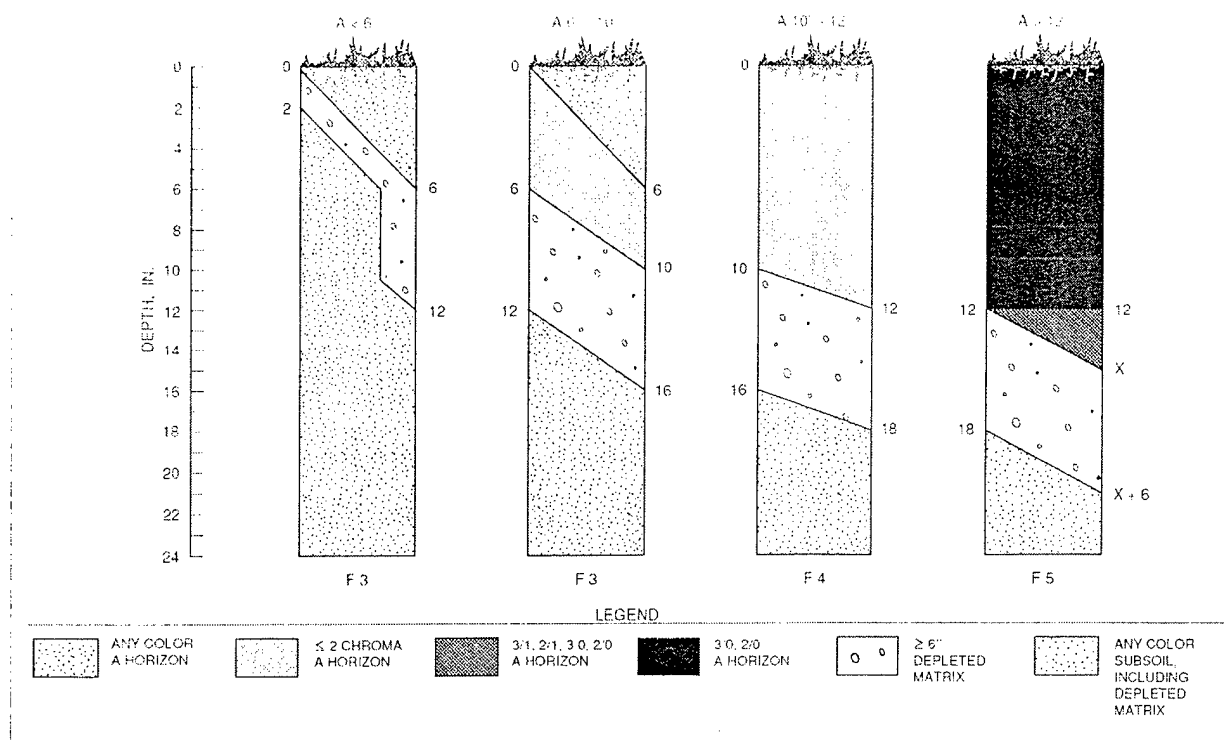 A < 6
A 10" - 12
0
2
6
12
0
6
12
6
10
16
0
10
16
12
18
12
18
12
X
X + 6
DEPTH, IN.
0
2
4
6
8
10
12
14
16
18
20
22
24
F 3
F 3
F 4
F 5
LEGEND
ANY COLOR
A HORIZON
≤ 2 CHROMA
A HORIZON
3/1, 2/1, 3/0, 2/0
A HORIZON
3/0, 2/0
A HORIZON
≥ 6"
DEPLETED
MATRIX
ANY COLOR
SUBSOIL,
INCLUDING
DEPLETED
MATRIX